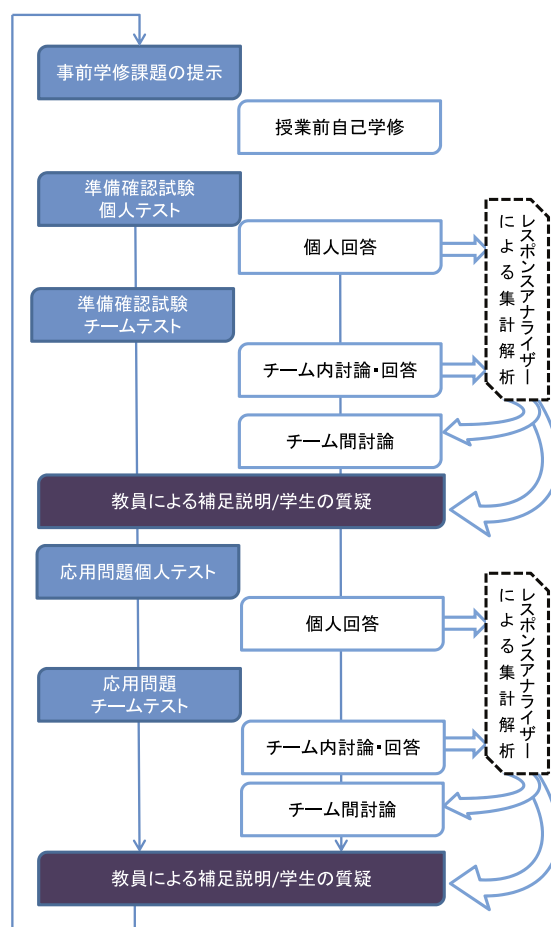 事前学修課題の提示
授業前自己学修
準備確認試験
個人テスト
個人回答
レスポンスアナライザー
による集計解析
準備確認試験
チームテスト
チーム内討論・回答
チーム間討論
教員による補足説明/学生の質疑
応用問題個人テスト
個人回答
レスポンスアナライザー
による集計解析
応用問題
チームテスト
チーム内討論・回答
チーム間討論
教員による補足説明/学生の質疑